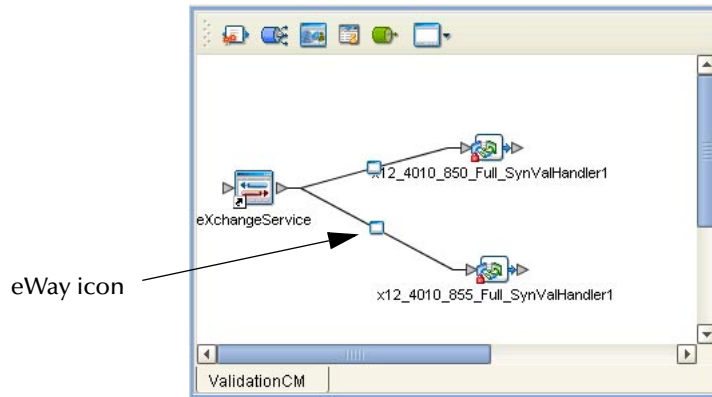 x12_4010_850_Full_SynValHandler1
eXchangeService
eWay icon
x12_4010_855_Full_SynValHandler1
ValidationCM